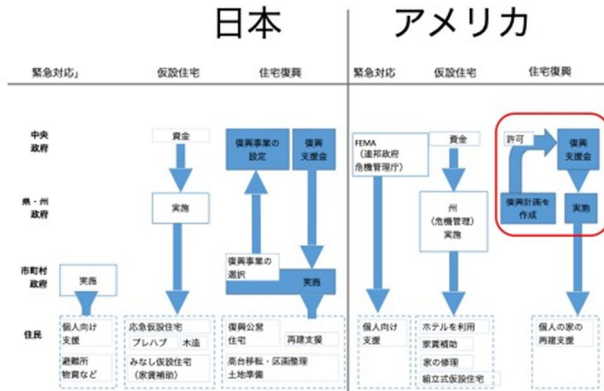 日本
アメリカ
緊急対応」
仮設住宅
住宅復興
緊急対応
仮設住宅
住宅復興
中央
政府
資金
復興事業の
設定
復興
支援金
FEMA
(連邦政府
危機管理庁)
資金
許可
復興
支援金
県・州
政府
実施
州
(危機管理)
実施
復興計画を
作成
実施
市町村
政府
実施
復興事業の
選択
実施
住民
個人向け
支援
避難所
物資など
応急仮設住宅
プレハブ
木造
みなし仮設住宅
(家賃補助)
復興公営
住宅
再建支援
高台移転・区画整理
土地準備
個人向け
支援
ホテルを利用
家賃補助
家の修理
組立式仮設住宅
個人の家の
再建支援